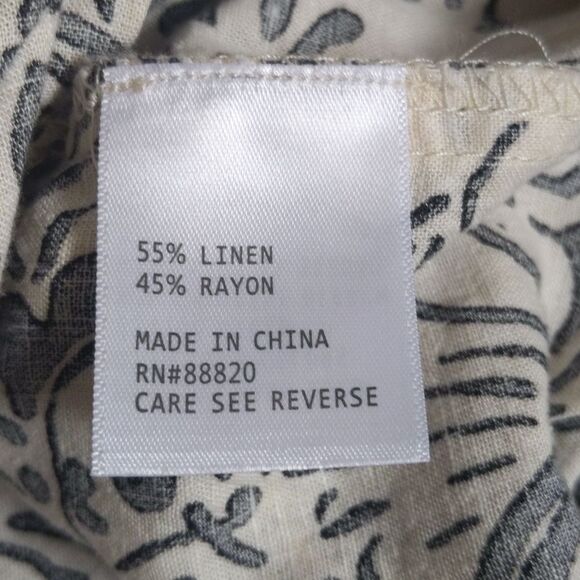 55% LINEN
45% RAYON
MADE IN CHINA
RN#88820
CARE SEE REVERSE